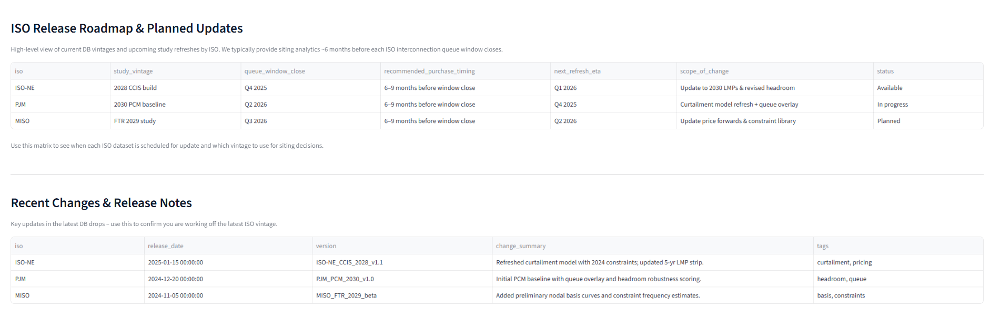 ISO Release Roadmap & Planned Updates
High-level view of current DB vintages and upcoming study refreshes by ISO. We typically provide siting analytics ~6 months before each ISO interconnection queue window closes.
iso study_vintage queue_window_close recommended_purchase_timing next_refresh_eta scope_of_change status
ISO-NE 2028 CCIS build Q4 2025 6–9 months before window close Q1 2026 Update to 2030 LMPs & revised headroom Available
PJM 2030 PCM baseline Q2 2026 6–9 months before window close Q4 2025 Curtailment model refresh + queue overlay In progress
MISO FTR 2029 study Q3 2026 6–9 months before window close Q2 2026 Update price forwards & constraint library Planned
Use this matrix to see when each ISO dataset is scheduled for update and which vintage to use for siting decisions.
Recent Changes & Release Notes
Key updates in the latest DB drops – use this to confirm you are working off the latest ISO vintage.
iso release_date version change_summary tags
ISO-NE 2025-01-15 00:00:00 ISO-NE_CCIS_2028_v1.1 Refreshed curtailment model with 2024 constraints; updated 5-yr LMP strip. curtailment, pricing
PJM 2024-12-20 00:00:00 PJM_PCM_2030_v1.0 Initial PCM baseline with queue overlay and headroom robustness scoring. headroom, queue
MISO 2024-11-05 00:00:00 MISO_FTR_2029_beta Added preliminary nodal basis curves and constraint frequency estimates. basis, constraints